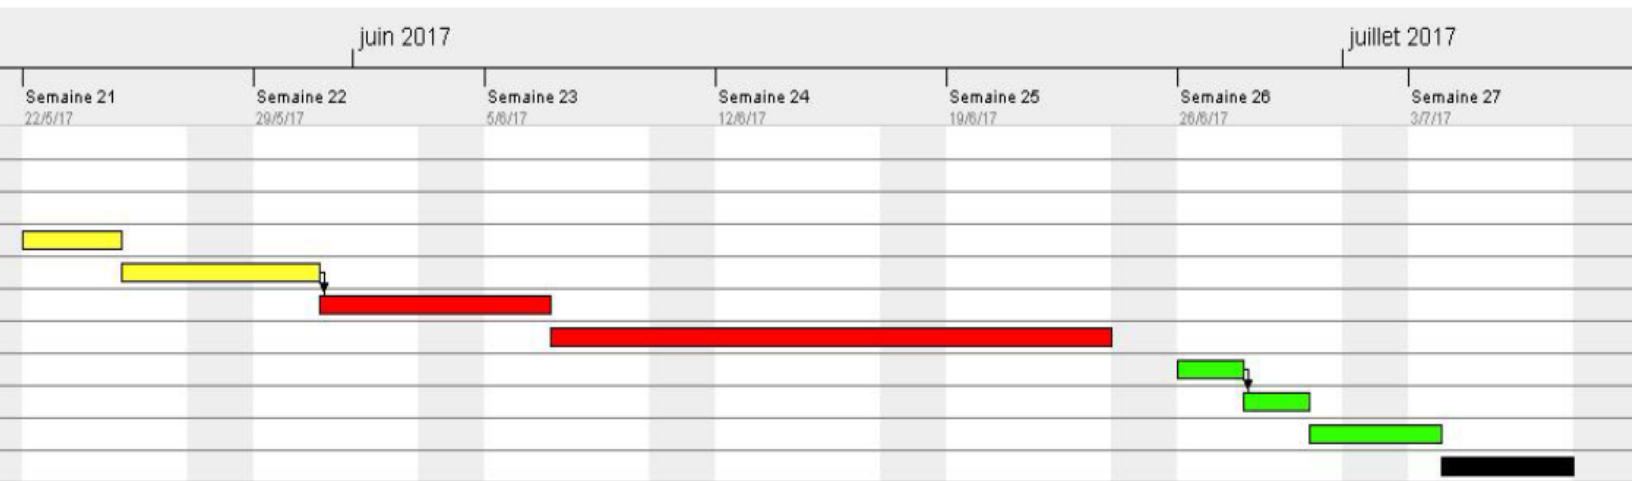 juin 2017
juillet 2017
Semaine 21
Semaine 22
Semaine 23
Semaine 24
Semaine 25
Semaine 26
Semaine 27
22/5/17
29/5/17
5/6/17
12/6/17
19/6/17
26/6/17
3/7/17